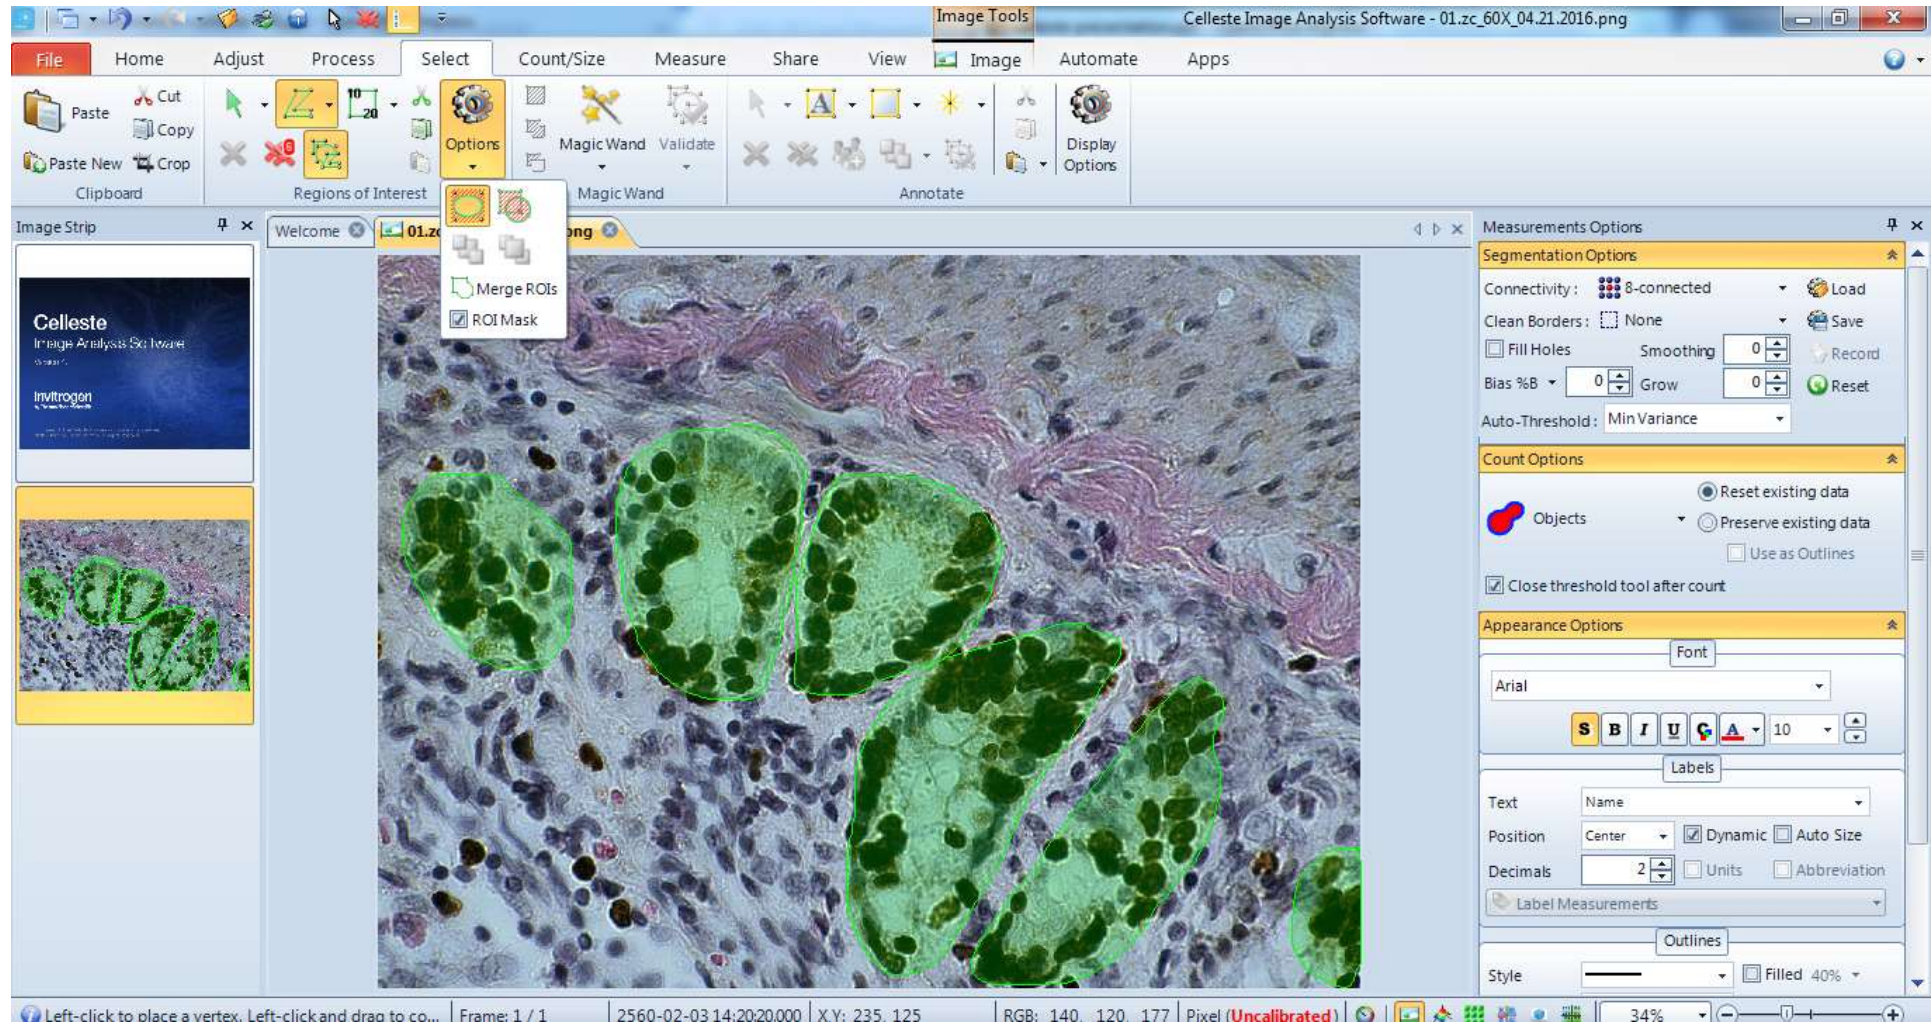 Image Tools
Celleste Image Analysis Software - 01.zc_60X_04.21.2016.png
File Home Adjust Process Select Count/Size Measure Share View Image Automate Apps
Paste Cut
Copy
Paste New Crop
Clipboard
10
20
Regions of Interest
Options
Magic Wand Validate
Magic Wand
A
Annotate
Display
Options
Merge ROIs
ROI Mask
Image Strip
Celleste
Image Analysis Software
Invitrogen
Welcome 01.zc ong
Measurements Options
Segmentation Options
Connectivity: 8-connected Load
Clean Borders: None Save
Fill Holes Smoothing 0 Record
Bias %B 0 Grow 0 Reset
Auto-Threshold: Min Variance
Count Options
Reset existing data
Objects Preserve existing data
Use as Outlines
Close threshold tool after count
Appearance Options
Font
Arial
S B I U G A 10
Labels
Text Name
Position Center Dynamic Auto Size
Decimals 2 Units Abbreviation
Label Measurements
Outlines
Style Filled 40%
Left-click to place a vertex. Left-click and drag to co... Frame: 1 / 1 2560-02-03 14:20:20.000 X,Y: 235, 125 RGB: 140, 120, 177 Pixel (Uncalibrated) 34%